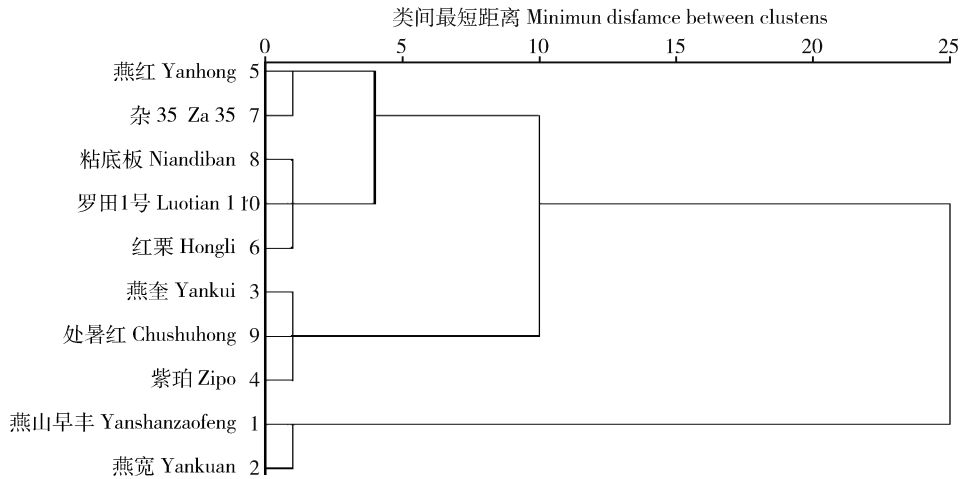 类间最短距离 Minimun disfamce between clustens
0 5 10 15 20 25
燕红 Yanhong 5
杂 35 Za 35 7
粘底板 Niandiban 8
罗田1号 Luotian 1 10
红栗 Hongli 6
燕奎 Yankui 3
处暑红 Chushuhong 9
紫珀 Zipo 4
燕山早丰 Yanshanzaofeng 1
燕宽 Yankuan 2